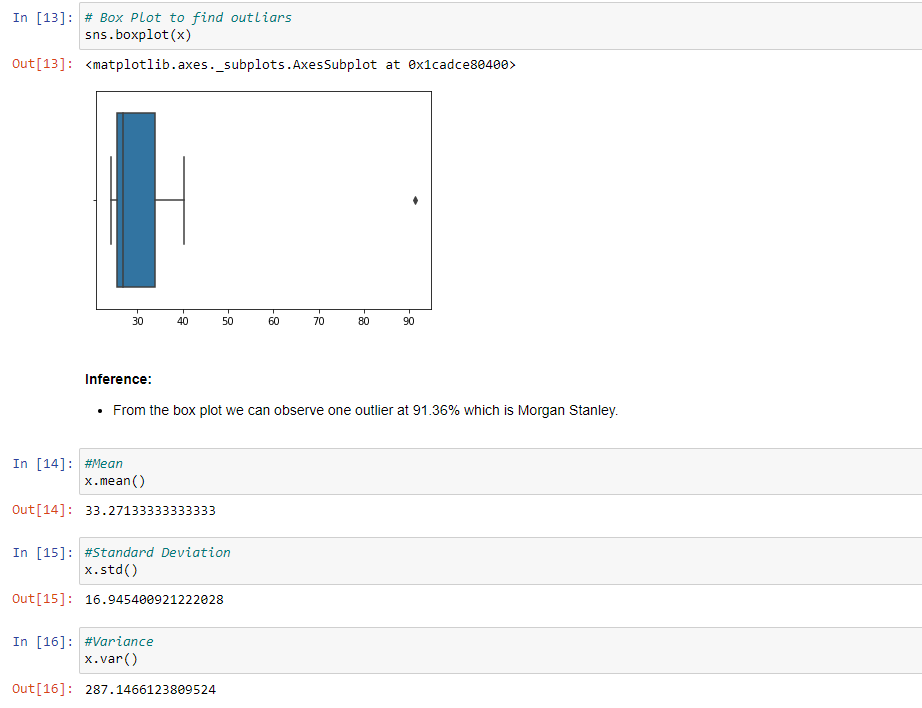 In [13]: # Box Plot to find outliars
sns.boxplot(x)
Out[13]: <matplotlib.axes._subplots.AxesSubplot at 0x1cadce80400>
30 40 50 60 70 80 90
Inference:
• From the box plot we can observe one outlier at 91.36% which is Morgan Stanley.
In [14]: #Mean
x.mean()
Out[14]: 33.27133333333333
In [15]: #Standard Deviation
x.std()
Out[15]: 16.945400921222028
In [16]: #Variance
x.var()
Out[16]: 287.1466123809524